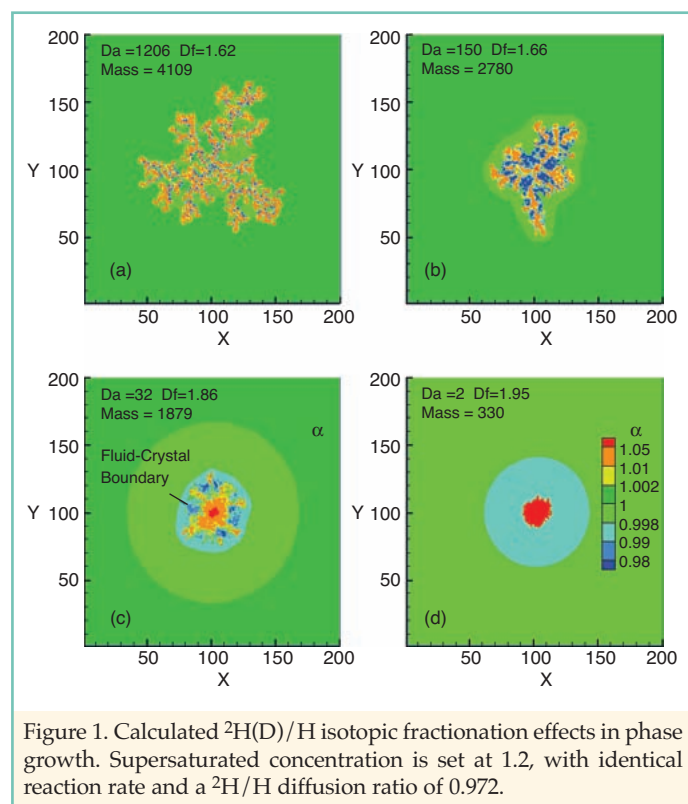 Da =1206 Df=1.62
Mass = 4109
200
150
Y 100
50
(a)
50 100 150 200
X
Da =150 Df=1.66
Mass = 2780
200
150
Y 100
50
(b)
50 100 150 200
X
Da =32 Df=1.86
Mass = 1879
α
Fluid-Crystal
Boundary
200
150
Y 100
50
(c)
50 100 150 200
X
Da =2 Df=1.95
Mass = 330
α
1.05
1.01
1.002
1
0.998
0.99
0.98
200
150
Y 100
50
(d)
50 100 150 200
X
Figure 1. Calculated ²H(D)/H isotopic fractionation effects in phase
growth. Supersaturated concentration is set at 1.2, with identical
reaction rate and a ²H/H diffusion ratio of 0.972.